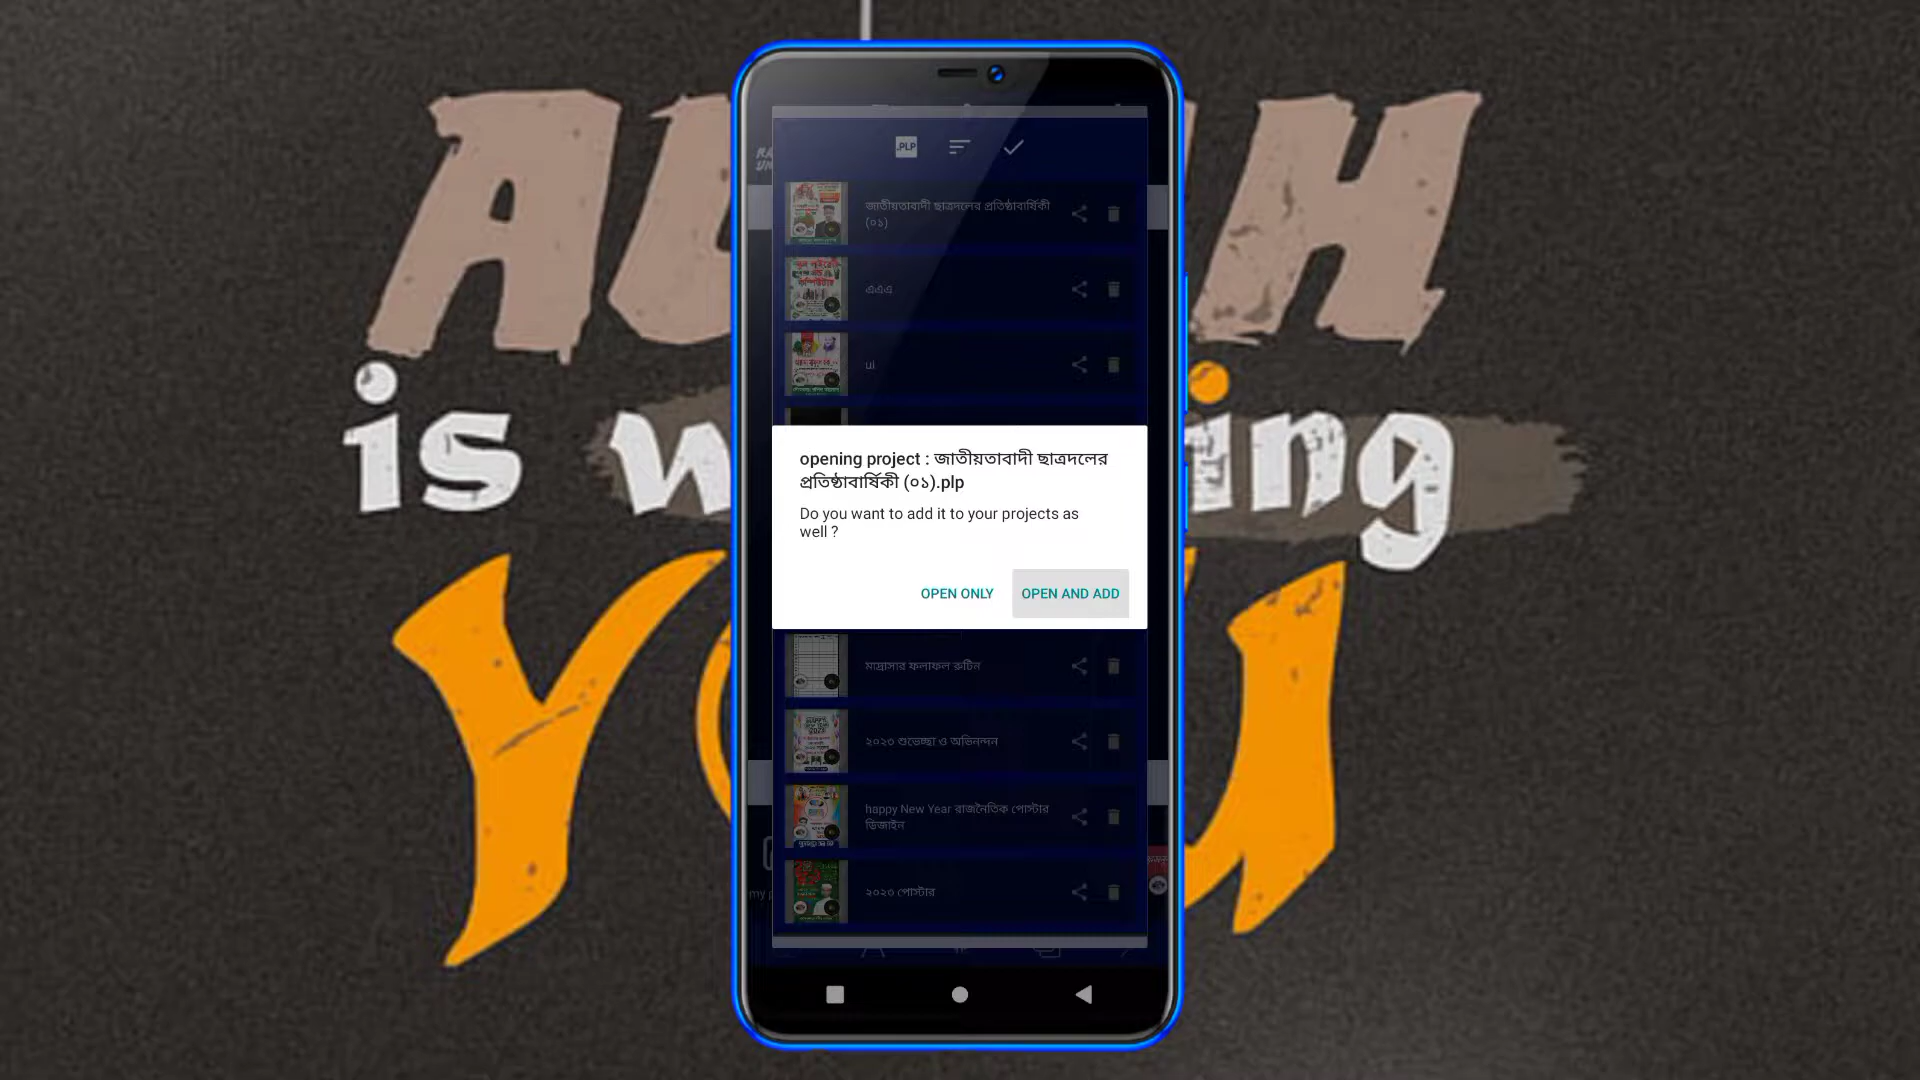 is
ing
.PLP
জাতীয়তাবাদী ছাত্রদলের প্রতিষ্ঠাবার্ষিকী
(০১)
এএএ
ui
opening project : জাতীয়তাবাদী ছাত্রদলের
প্রতিষ্ঠাবার্ষিকী (০১).plp
Do you want to add it to your projects as
well ?
OPEN ONLY
OPEN AND ADD
মাদ্রাসার ফলাফল রুটিন
২০২৩ শুভেচ্ছা ও অভিনন্দন
happy New Year রাজনৈতিক পোস্টার
ডিজাইন
২০২৩ পোস্টার
my